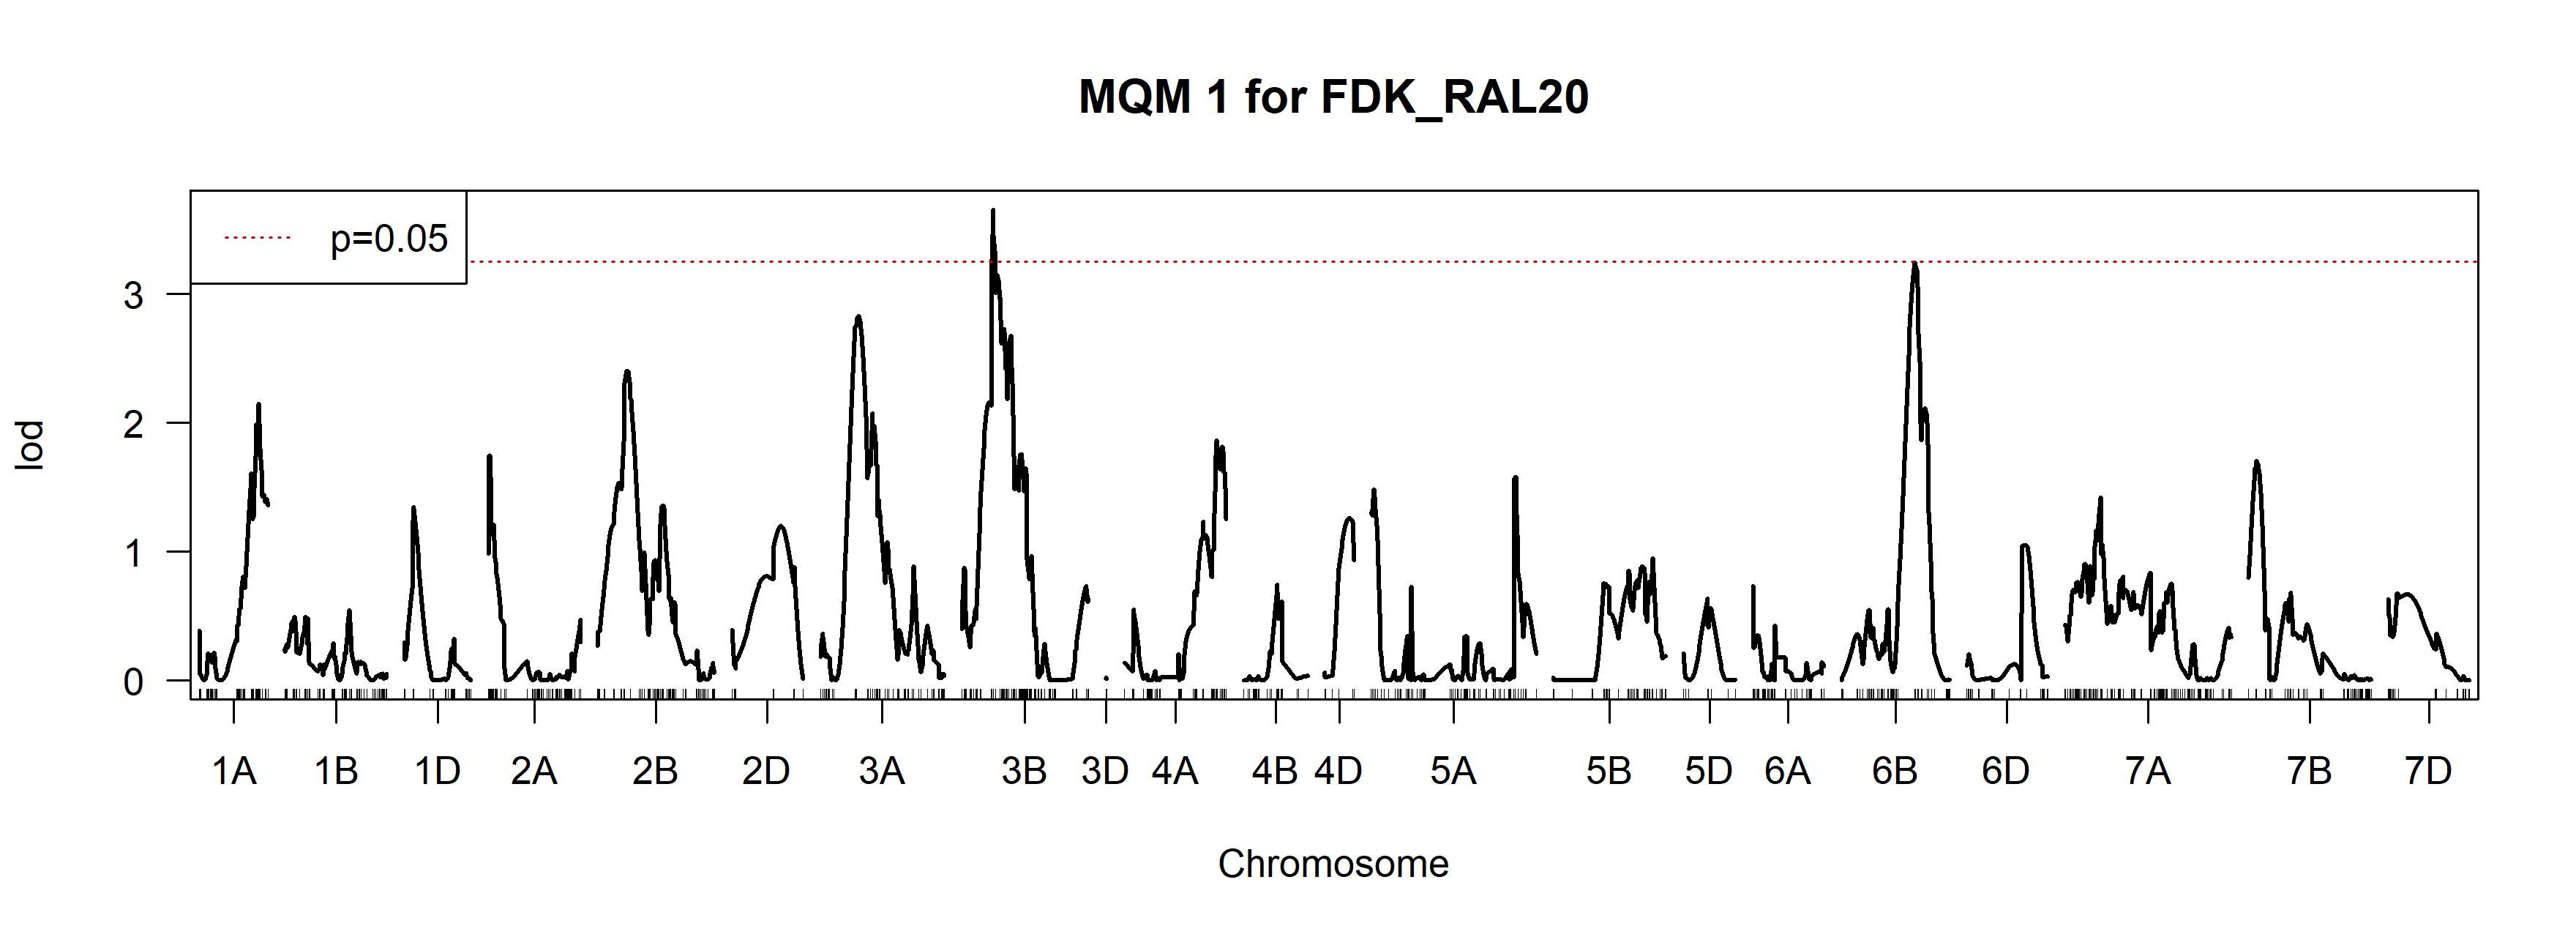 MQM 1 for FDK_RAL20
p=0.05
lod
3
2
1
0
1A 1B 1D 2A 2B 2D 3A 3B 3D 4A 4B 4D 5A 5B 5D 6A 6B 6D 7A 7B 7D
Chromosome